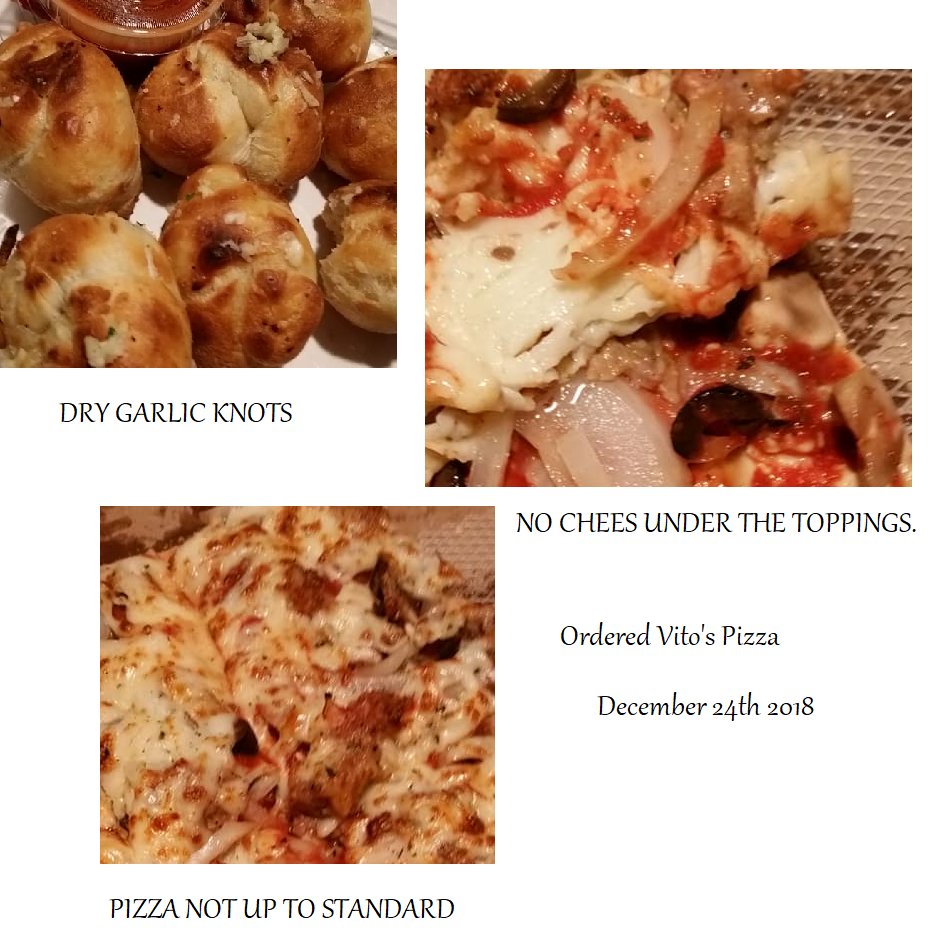 DRY GARLIC KNOTS
NO CHEES UNDER THE TOPPINGS.
Ordered Vito's Pizza
December 24th 2018
PIZZA NOT UP TO STANDARD